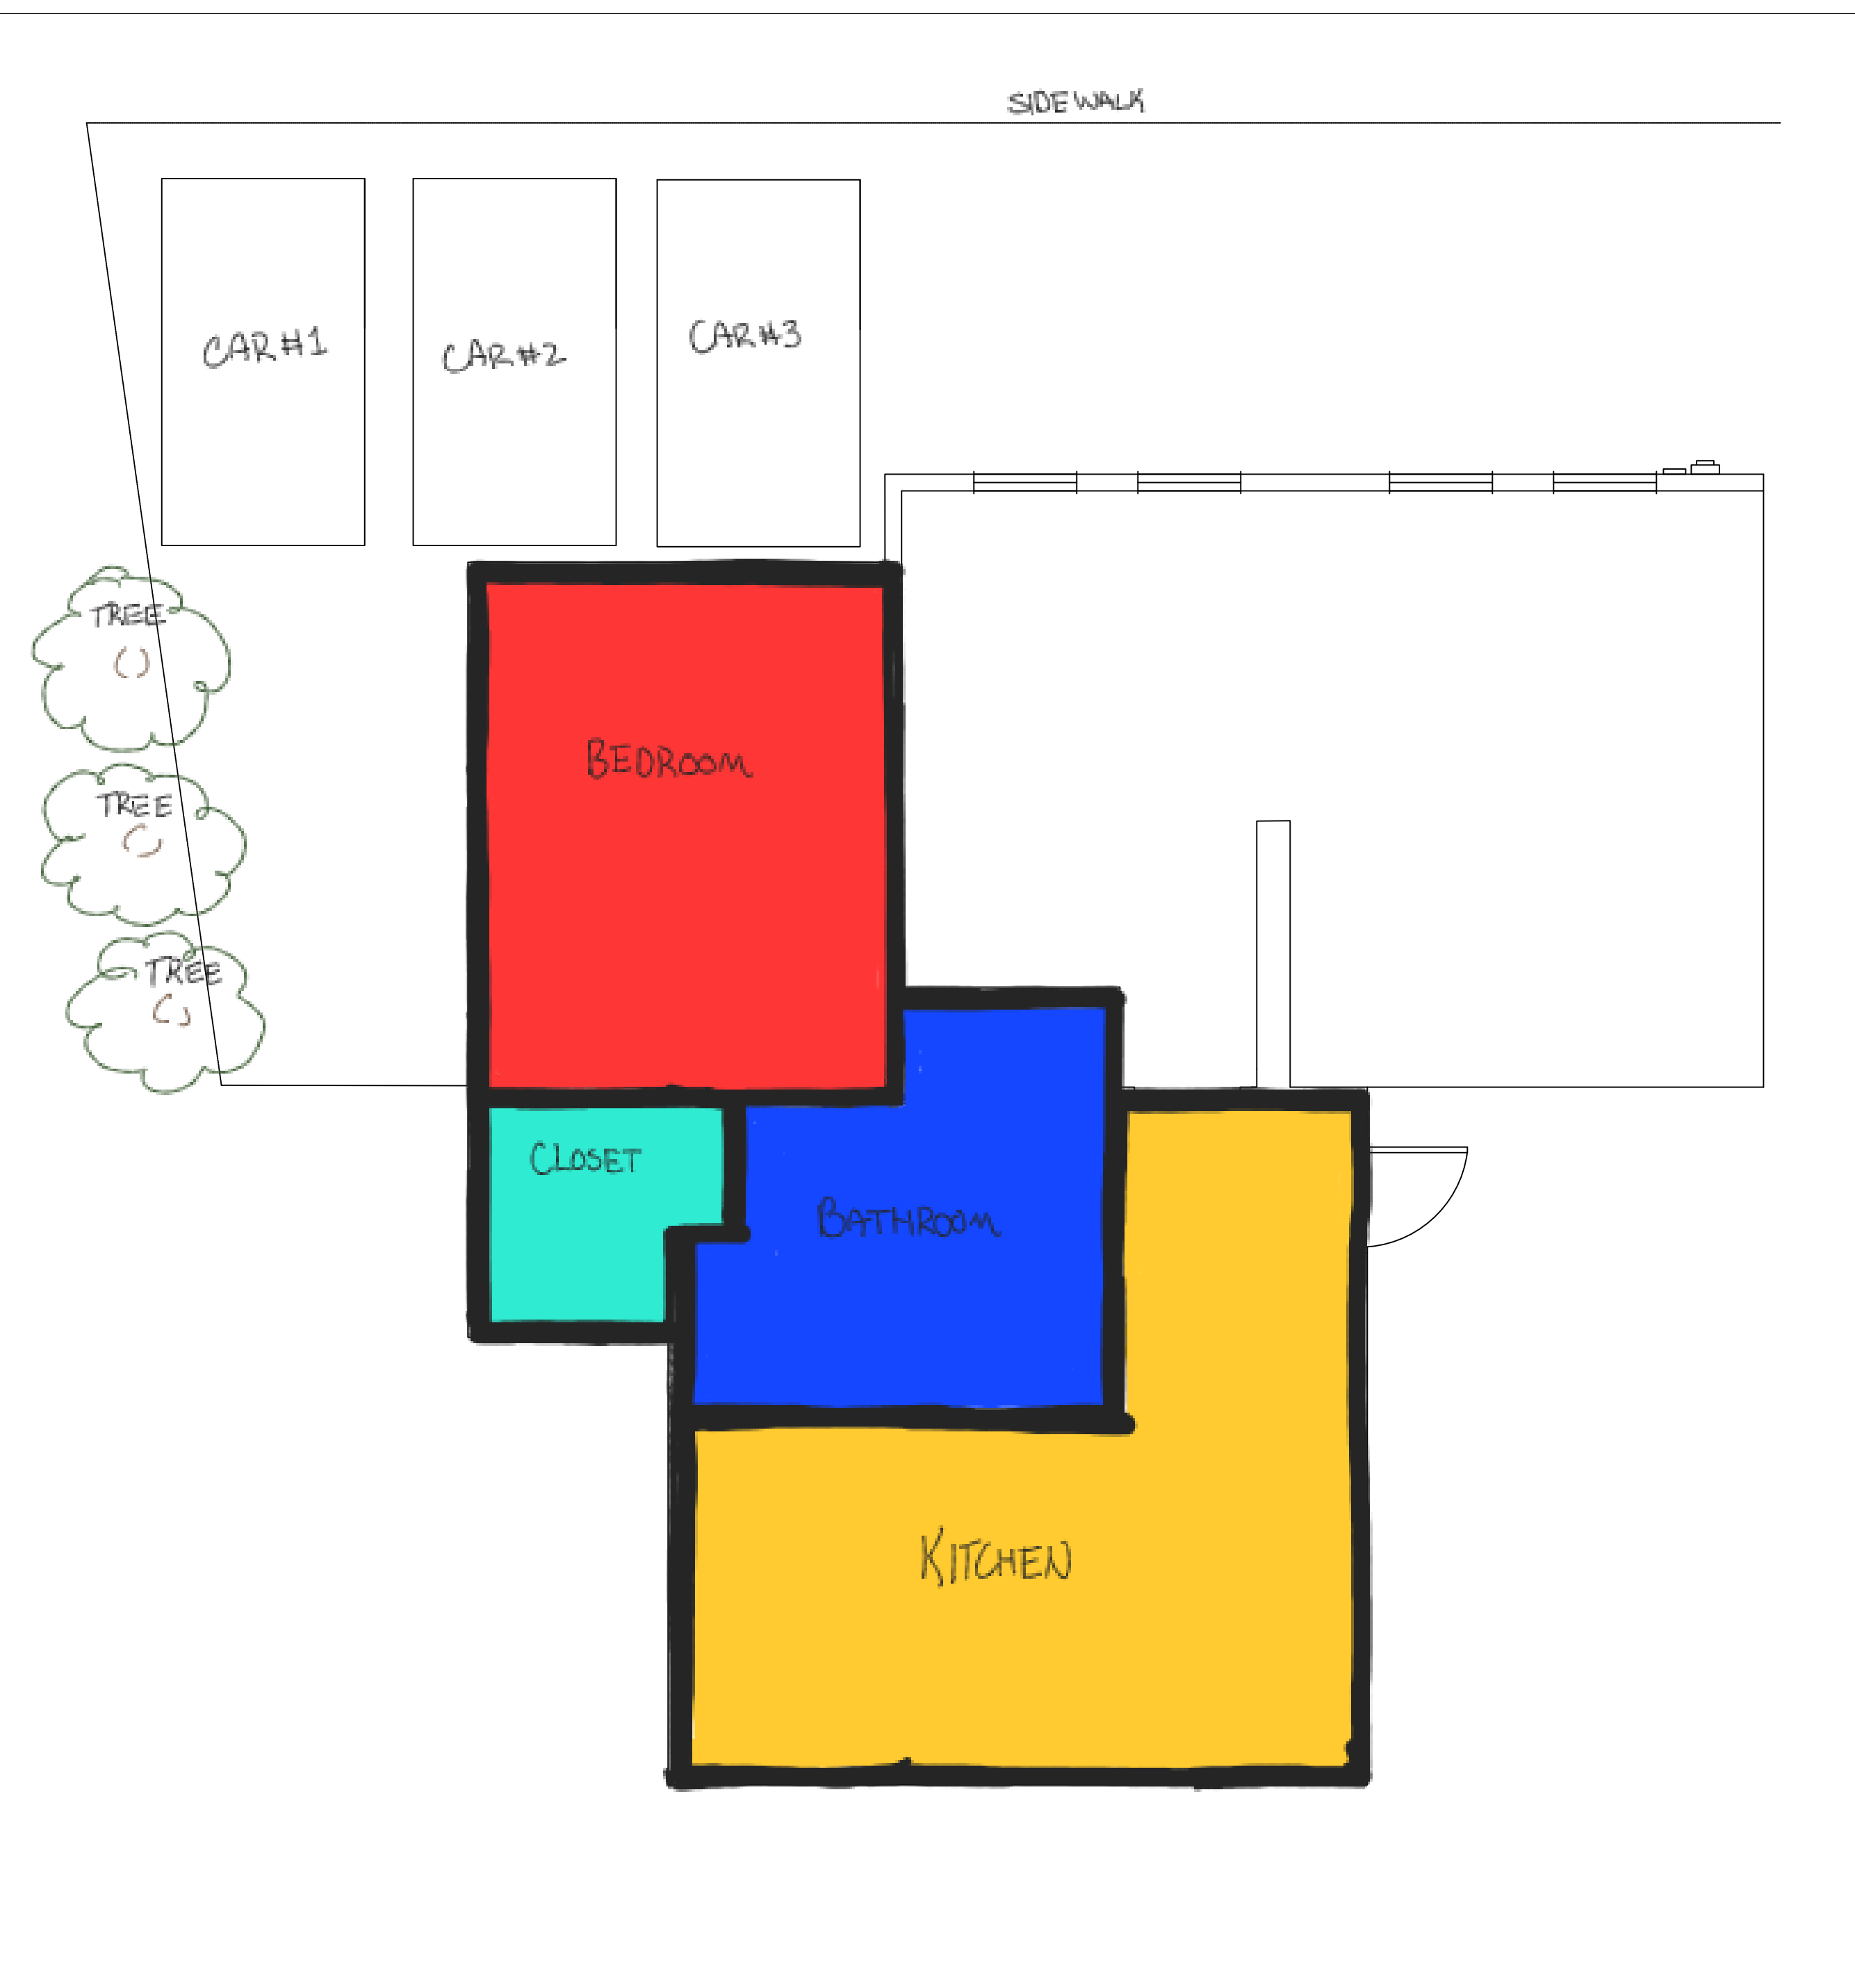 SIDEWALK
CAR#1
CAR#2
CAR#3
TREE
TREE
TREE
BEDROOM
CLOSET
BATHROOM
KITCHEN